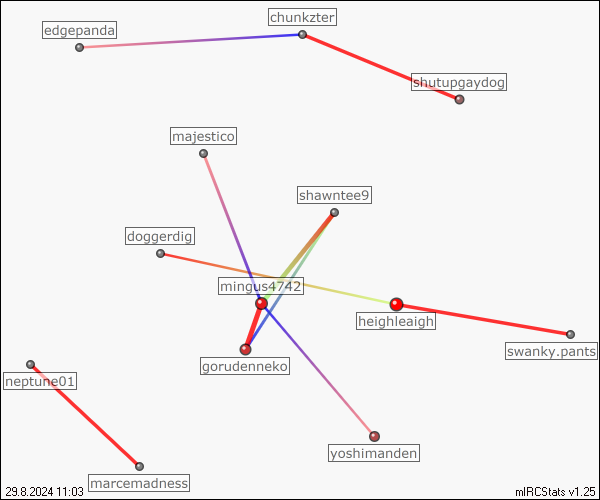 chunkzter
edgepanda
shutupgaydog
majestico
shawntee9
doggerdig
mingus4742
heighleaigh
swanky.pants
gorudenneko
neptune01
yoshimanden
marcemadness
29.8.2024 11:03
mIRCStats v1.25